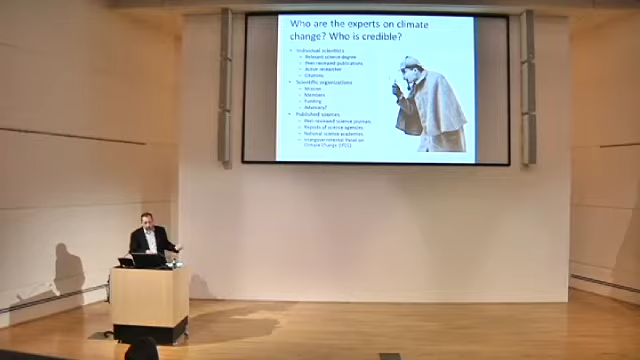 Who are the experts on climate
change? Who is credible?
• Individual scientists
– Relevant science degree
– Peer-reviewed publications
– Active researcher
– Citations
• Scientific organizations
– Mission
– Members
– Funding
– Advocacy?
• Published sources
– Peer-reviewed science journals
– Reports of science agencies
– National science academies
– Intergovernmental Panel on
Climate Change (IPCC)